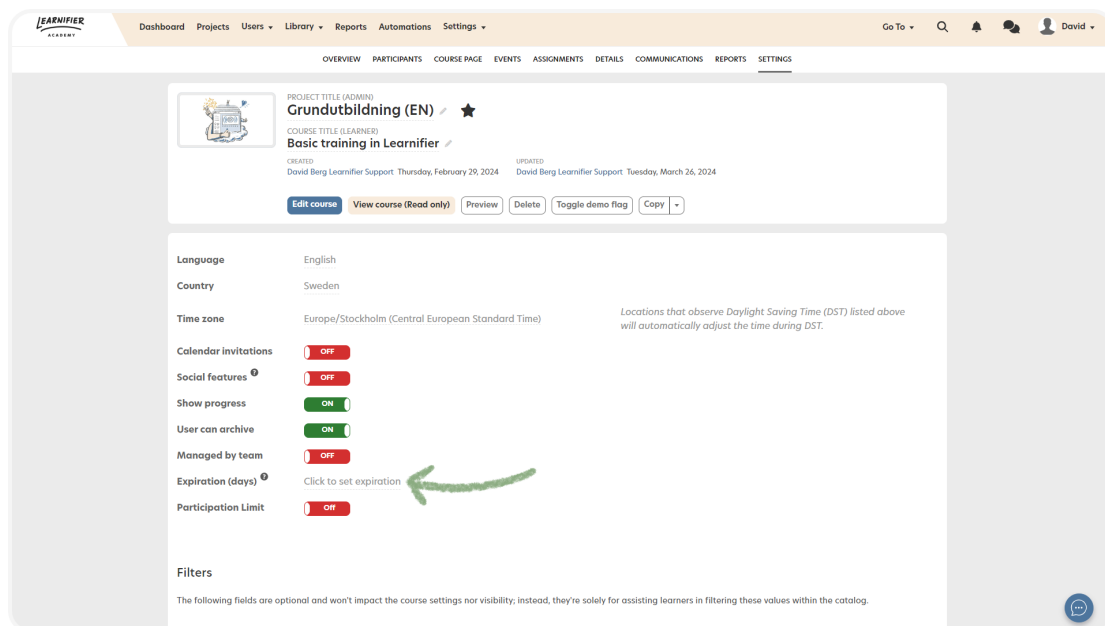 LEARNIFIER
ACADEMY
Dashboard Projects Users Library Reports Automations Settings Go To David
OVERVIEW PARTICIPANTS COURSE PAGE EVENTS ASSIGNMENTS DETAILS COMMUNICATIONS REPORTS SETTINGS
PROJECT TITLE (ADMIN)
Grundutbildning (EN)
COURSE TITLE (LEARNER)
Basic training in Learnifier
CREATED UPDATED
David Berg Learnifier Support Thursday, February 29, 2024 David Berg Learnifier Support Tuesday, March 26, 2024
Edit course View course (Read only) Preview Delete Toggle demo flag Copy
Language English
Country Sweden
Time zone Europe/Stockholm (Central European Standard Time) Locations that observe Daylight Saving Time (DST) listed above
will automatically adjust the time during DST.
Calendar invitations OFF
Social features ? OFF
Show progress ON
User can archive ON
Managed by team OFF
Expiration (days) ? Click to set expiration
Participation Limit Off
Filters
The following fields are optional and won't impact the course settings nor visibility; instead, they're solely for assisting learners in filtering these values within the catalog.